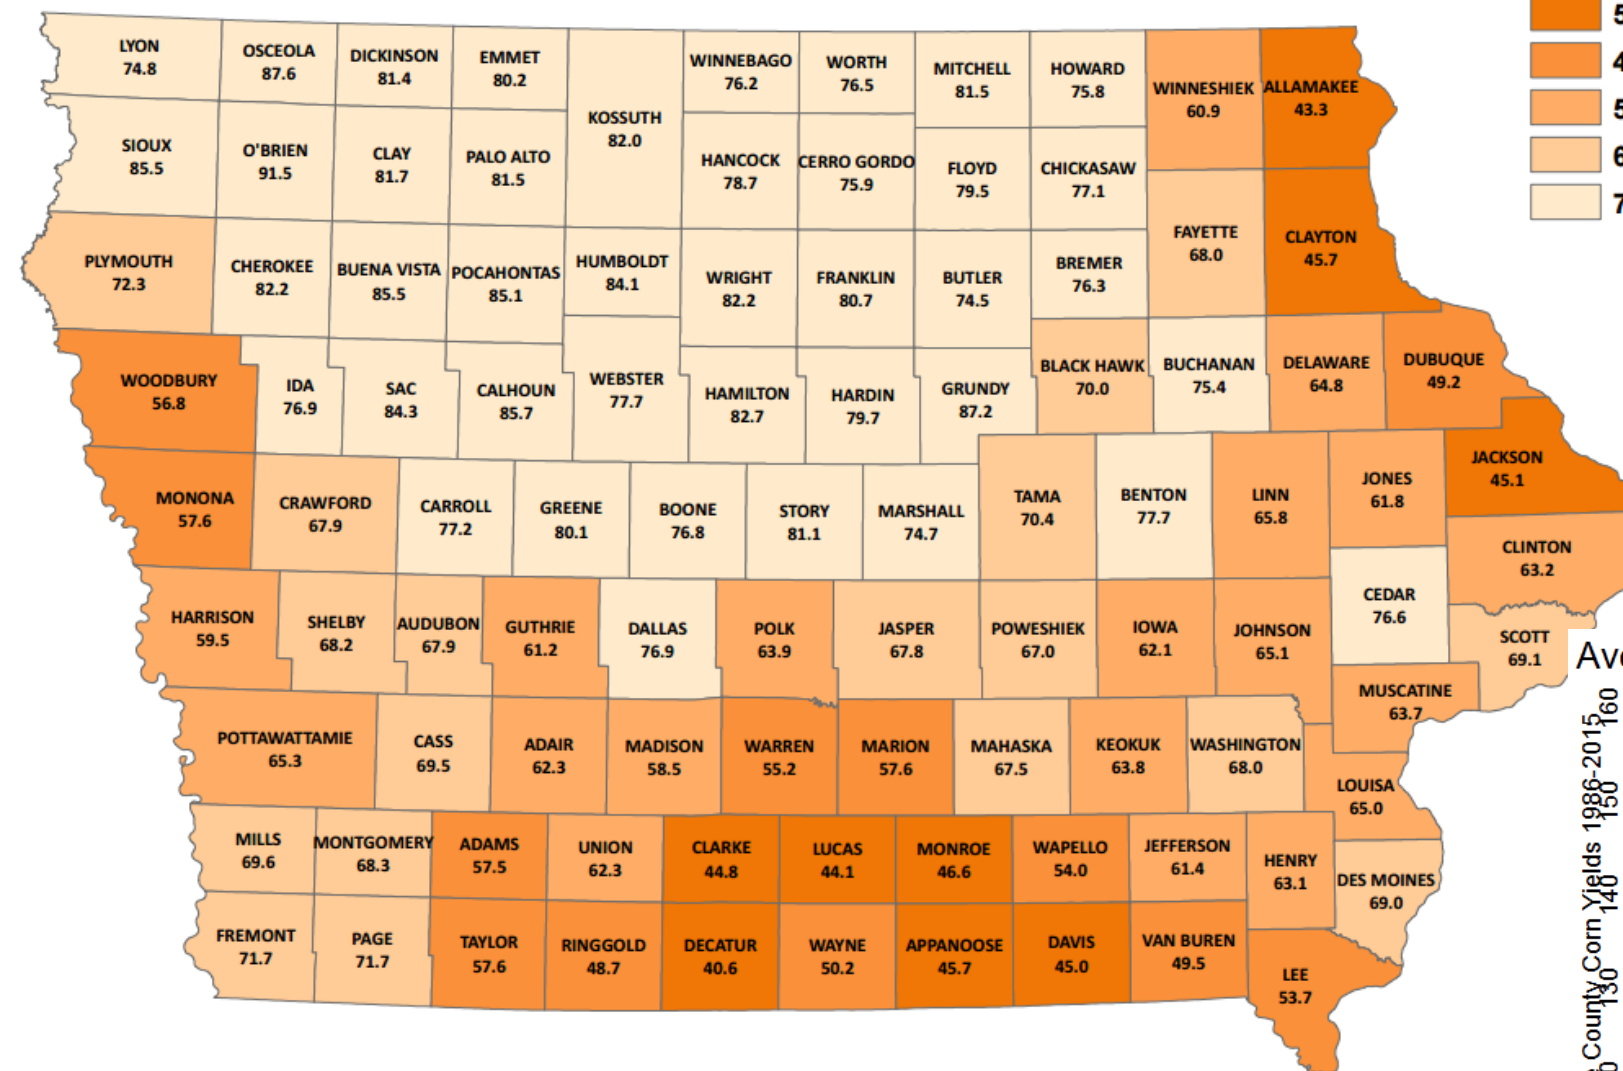 LYON
74.8
OSCEOLA
87.6
DICKINSON
81.4
EMMET
80.2
KOSSUTH
82.0
WINNEBAGO
76.2
WORTH
76.5
MITCHELL
81.5
HOWARD
75.8
WINNESHIEK
60.9
ALLAMAKEE
43.3
SIOUX
85.5
O'BRIEN
91.5
CLAY
81.7
PALO ALTO
81.5
HANCOCK
78.7
CERRO GORDO
75.9
FLOYD
79.5
CHICKASAW
77.1
FAYETTE
68.0
CLAYTON
45.7
PLYMOUTH
72.3
CHEROKEE
82.2
BUENA VISTA
85.5
POCAHONTAS
85.1
HUMBOLDT
84.1
WRIGHT
82.2
FRANKLIN
80.7
BUTLER
74.5
BREMER
76.3
WOODBURY
56.8
IDA
76.9
SAC
84.3
CALHOUN
85.7
WEBSTER
77.7
HAMILTON
82.7
HARDIN
79.7
GRUNDY
87.2
BLACK HAWK
70.0
BUCHANAN
75.4
DELAWARE
64.8
DUBUQUE
49.2
MONONA
57.6
CRAWFORD
67.9
CARROLL
77.2
GREENE
80.1
BOONE
76.8
STORY
81.1
MARSHALL
74.7
TAMA
70.4
BENTON
77.7
LINN
65.8
JONES
61.8
JACKSON
45.1
CLINTON
63.2
HARRISON
59.5
SHELBY
68.2
AUDUBON
67.9
GUTHRIE
61.2
DALLAS
76.9
POLK
63.9
JASPER
67.8
POWESHIEK
67.0
IOWA
62.1
JOHNSON
65.1
CEDAR
76.6
SCOTT
69.1
MUSCATINE
63.7
POTTAWATTAMIE
65.3
CASS
69.5
ADAIR
62.3
MADISON
58.5
WARREN
55.2
MARION
57.6
MAHASKA
67.5
KEOKUK
63.8
WASHINGTON
68.0
LOUISA
65.0
MILLS
69.6
MONTGOMERY
68.3
ADAMS
57.5
UNION
62.3
CLARKE
44.8
LUCAS
44.1
MONROE
46.6
WAPELLO
54.0
JEFFERSON
61.4
HENRY
63.1
DES MOINES
69.0
FREMONT
71.7
PAGE
71.7
TAYLOR
57.6
RINGGOLD
48.7
DECATUR
40.6
WAYNE
50.2
APPANOOSE
45.7
DAVIS
45.0
VAN BUREN
49.5
LEE
53.7
5
4
5
6
7
Ave
County Corn Yields 1986-2015
160
150
140
130